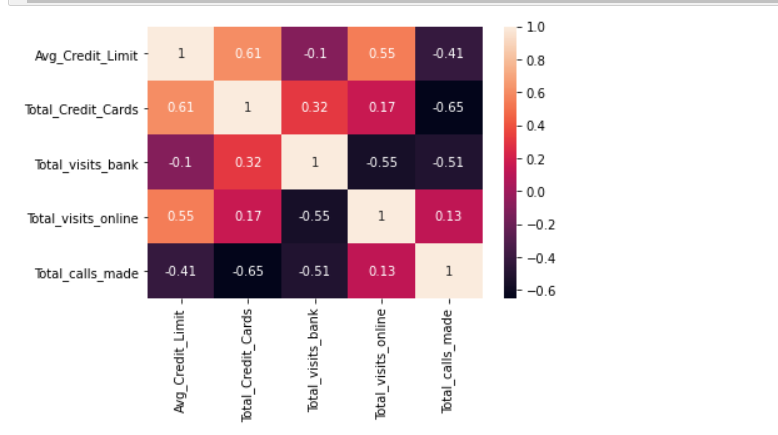 1.0
Avg_Credit_Limit 1 0.61 -0.1 0.55 -0.41
0.8
Total_Credit_Cards 0.61 1 0.32 0.17 -0.65
0.6
0.4
Total_visits_bank -0.1 0.32 1 -0.55 -0.51
0.2
0.0
Total_visits_online 0.55 0.17 -0.55 1 0.13
−0.2
Total_calls_made -0.41 -0.65 -0.51 0.13 1
−0.4
−0.6
Avg_Credit_Limit
Total_Credit_Cards
Total_visits_bank
Total_visits_online
Total_calls_made